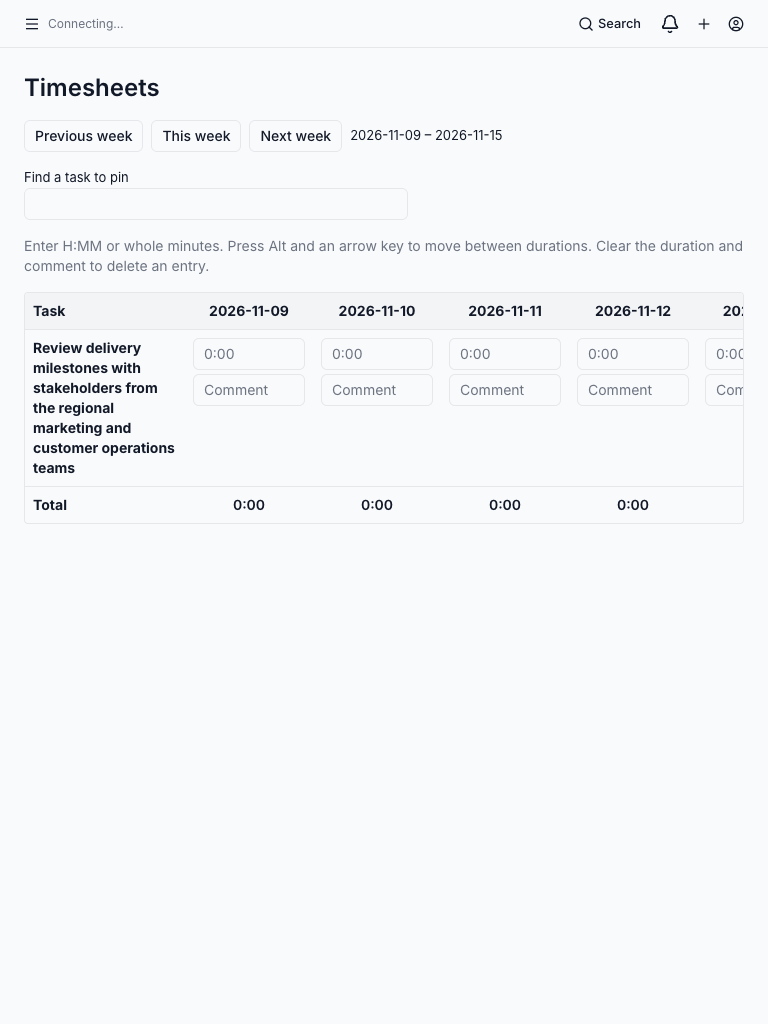 Connecting...
Search
Timesheets
Previous week
This week
Next week
2026-11-09 – 2026-11-15
Find a task to pin
Enter H:MM or whole minutes. Press Alt and an arrow key to move between durations. Clear the duration and
comment to delete an entry.
Task 2026-11-09 2026-11-10 2026-11-11 2026-11-12
Review delivery
milestones with
stakeholders from
the regional
marketing and
customer operations
teams
0:00 0:00 0:00 0:00 0:00
Comment Comment Comment Comment
Total 0:00 0:00 0:00 0:00